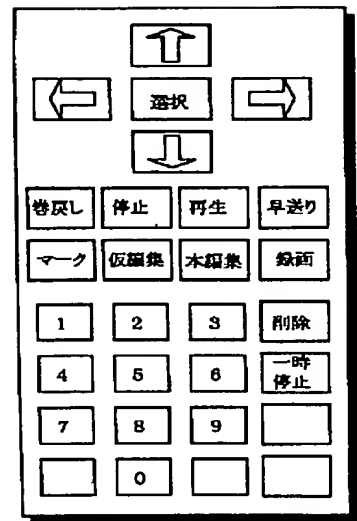 選択
巻戻し 停止 再生 早送り
マーク 仮編集 本編集 録画
1 2 3 削除
4 5 6 一時
停止
7 8 9
0